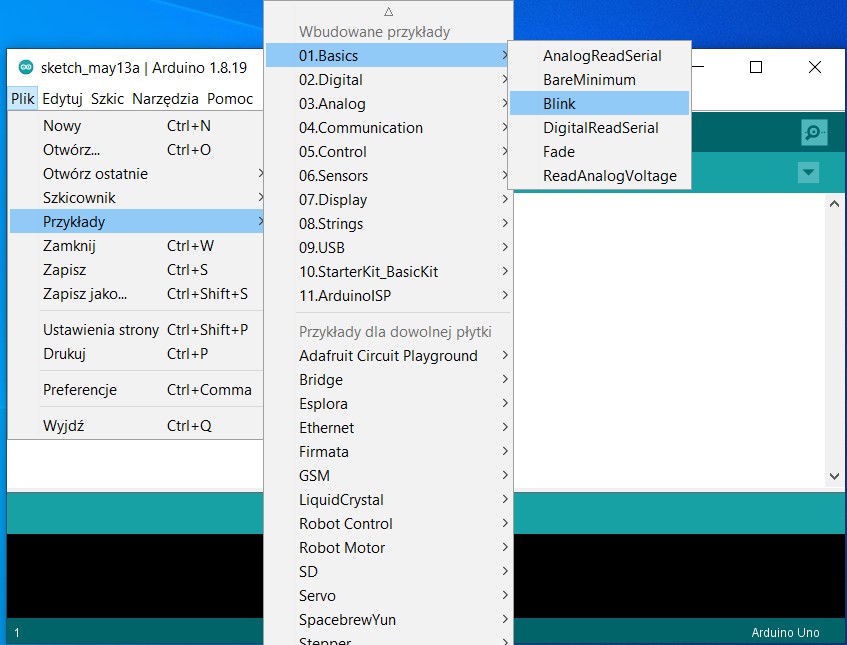 sketch_may13a | Arduino 1.8.19
Plik Edytuj Szkic Narzędzia Pomoc
Nowy Ctrl+N
Otwórz... Ctrl+O
Otwórz ostatnie
Szkicownik
Przykłady
Zamknij Ctrl+W
Zapisz Ctrl+S
Zapisz jako... Ctrl+Shift+S
Ustawienia strony Ctrl+Shift+P
Drukuj Ctrl+P
Preferencje Ctrl+Comma
Wyjdź Ctrl+Q
Wbudowane przykłady
01.Basics
02.Digital
03.Analog
04.Communication
05.Control
06.Sensors
07.Display
08.Strings
09.USB
10.StarterKit_BasicKit
11.ArduinoISP
Przykłady dla dowolnej płytki
Adafruit Circuit Playground
Bridge
Esplora
Ethernet
Firmata
GSM
LiquidCrystal
Robot Control
Robot Motor
SD
Servo
SpacebrewYun
Stepper
AnalogReadSerial
BareMinimum
Blink
DigitalReadSerial
Fade
ReadAnalogVoltage
1
Arduino Uno